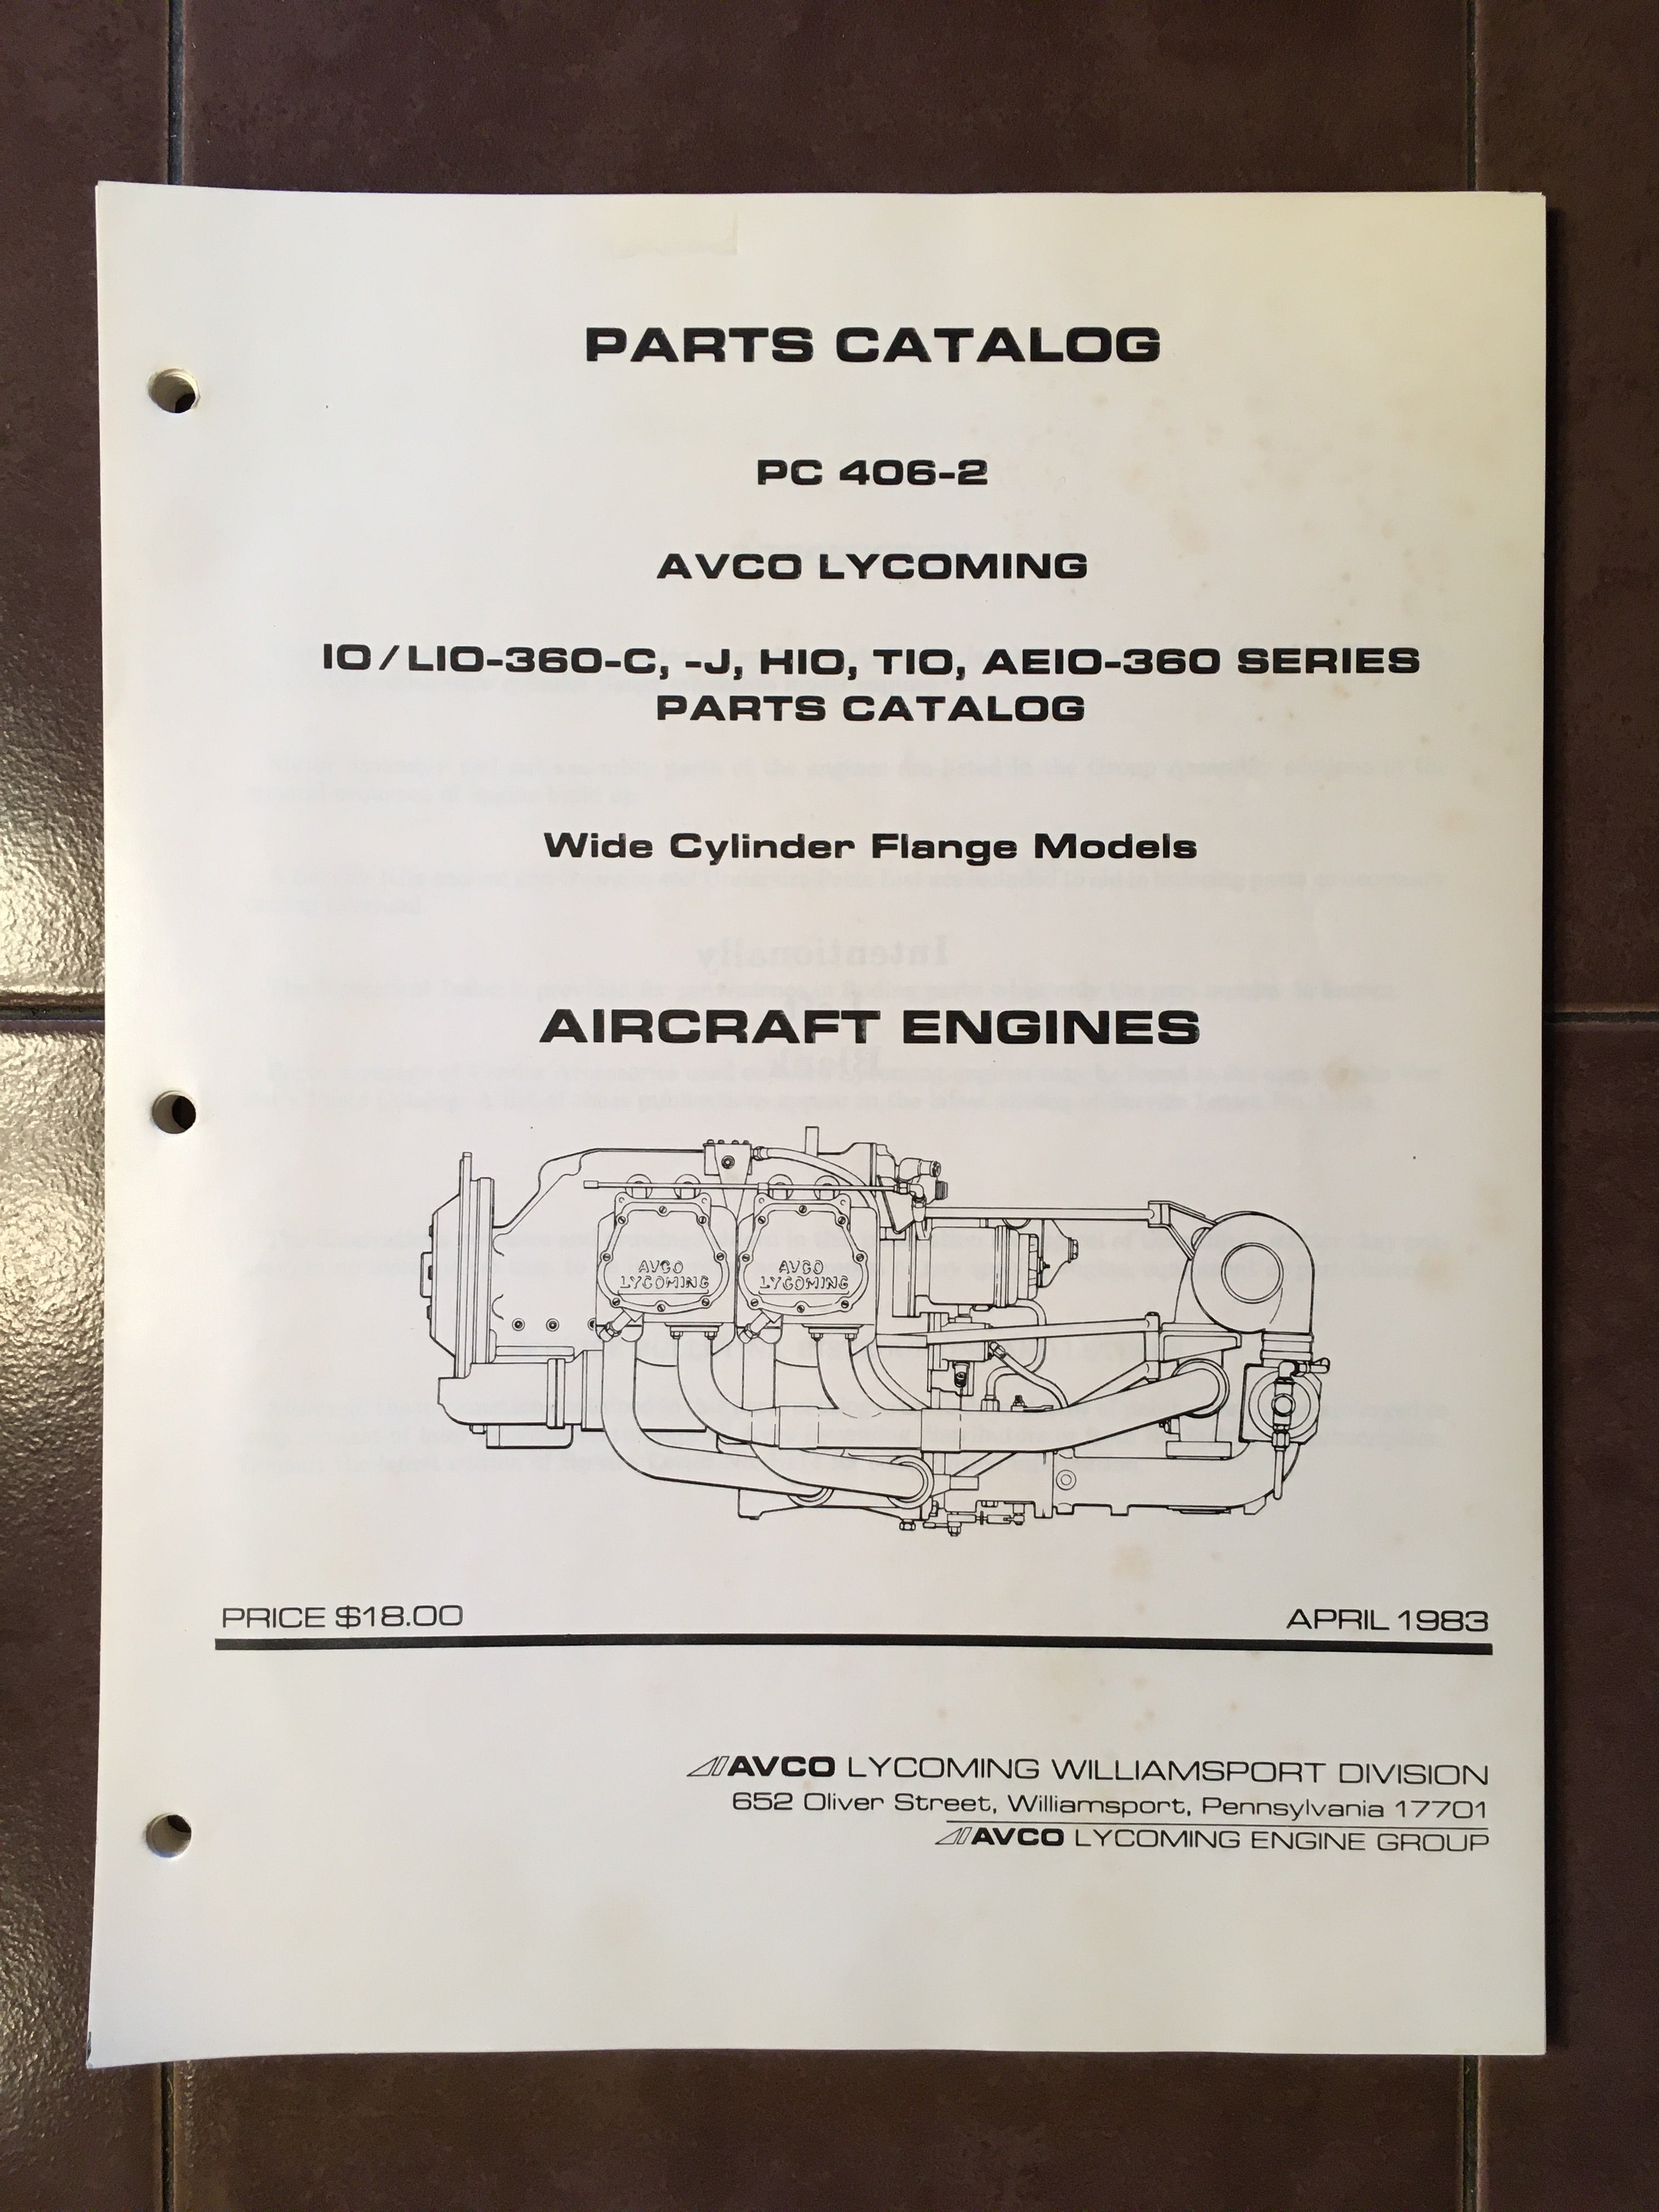 PARTS CATALOG
PC 406-2
AVCO LYCOMING
IO/LIO-360-C, -J, HIO, TIO, AEIO-360 SERIES
PARTS CATALOG
Wide Cylinder Flange Models
Intentionally
AIRCRAFT ENGINES
Blank
AVCO
LYCOMING
AVCO
LYCOMING
PRICE $18.00
APRIL 1983
AVCO LYCOMING WILLIAMSPORT DIVISION
652 Oliver Street, Williamsport, Pennsylvania 17701
AVCO LYCOMING ENGINE GROUP